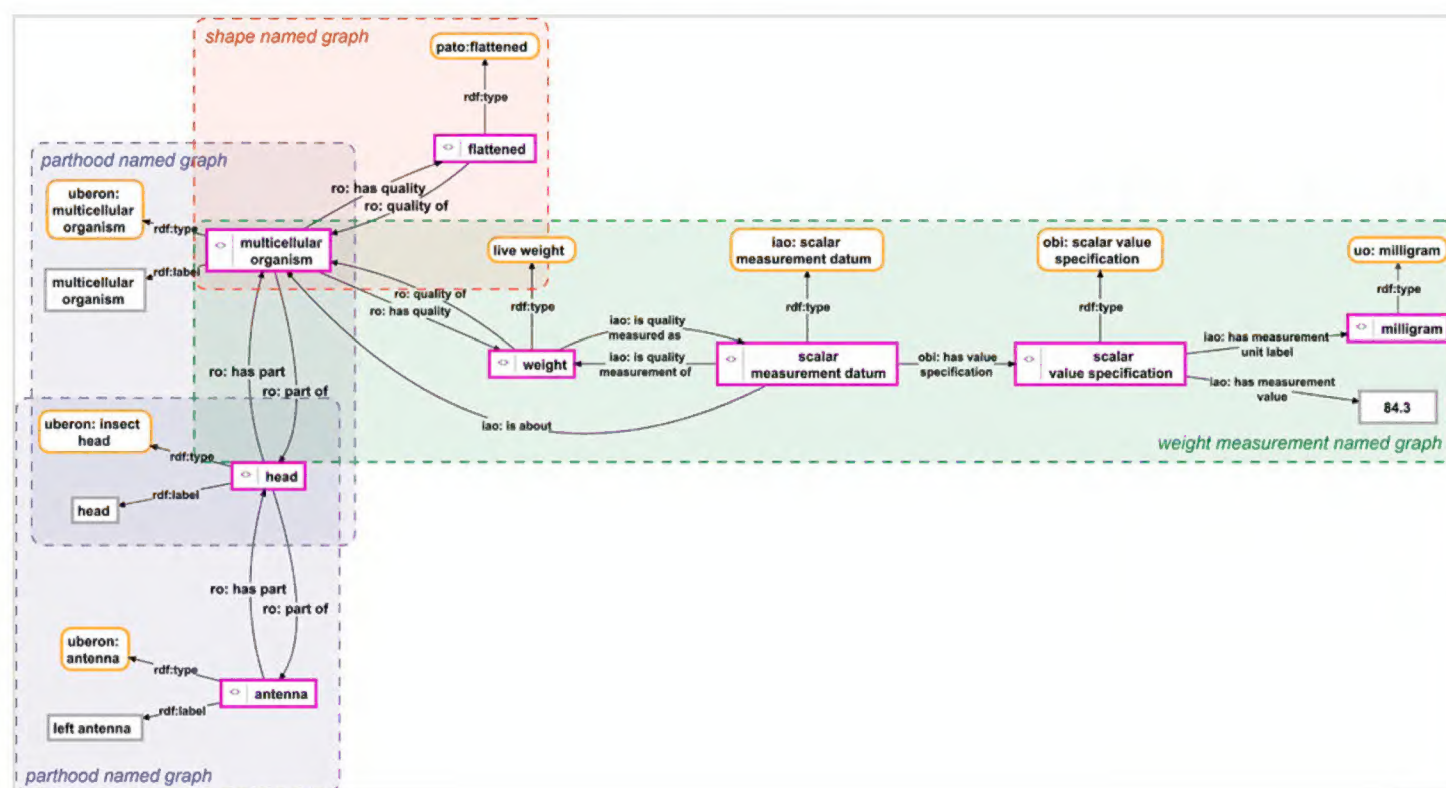 shape named graph
pato:flattened
rdf:type
<> flattened
parthood named graph
ro: has quality
ro: quality of
uberon:
multicellular
organism
rdf:type
<> multicellular
organism
rdf:label
multicellular
organism
live weight
iao: scalar
measurement datum
obi: scalar value
specification
uo: milligram
ro: quality of
ro: has quality
rdf:type
rdf:type
rdf:type
rdf:type
iao: is quality
measured as
iao: has measurement
unit label
<> milligram
<> weight
iao: is quality
measurement of
<> scalar
measurement datum
obi: has value
specification
<> scalar
value specification
iao: has measurement
value
84.3
ro: has part
ro: part of
iao: is about
weight measurement named graph
uberon: insect
head
rdf:type
<> head
rdf:label
head
ro: has part
ro: part of
uberon:
antenna
rdf:type
<> antenna
rdf:label
left antenna
parthood named graph